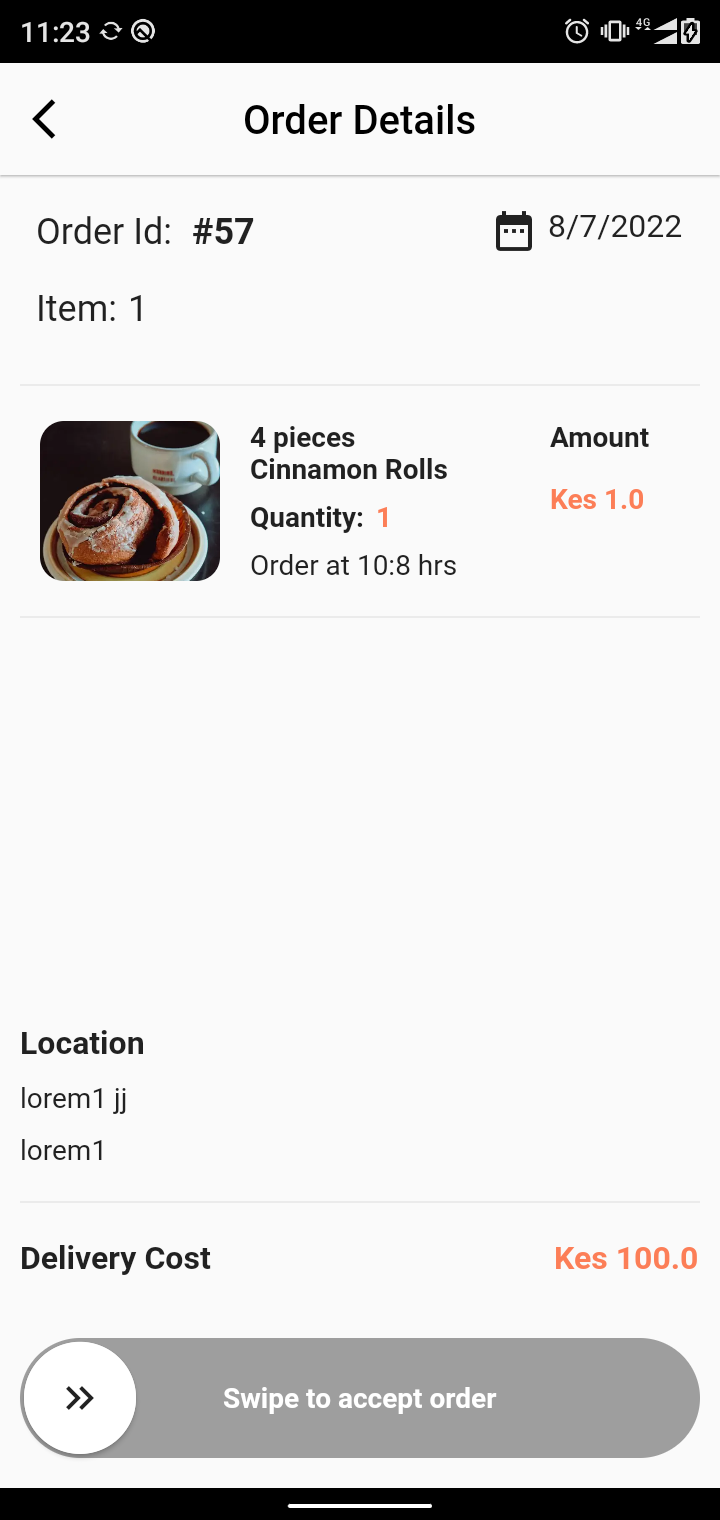 11:23
4G
Order Details
Order Id: #57
8/7/2022
Item: 1
4 pieces
Cinnamon Rolls
Amount
Kes 1.0
Quantity: 1
Order at 10:8 hrs
Location
lorem1 jj
lorem1
Delivery Cost
Kes 100.0
Swipe to accept order